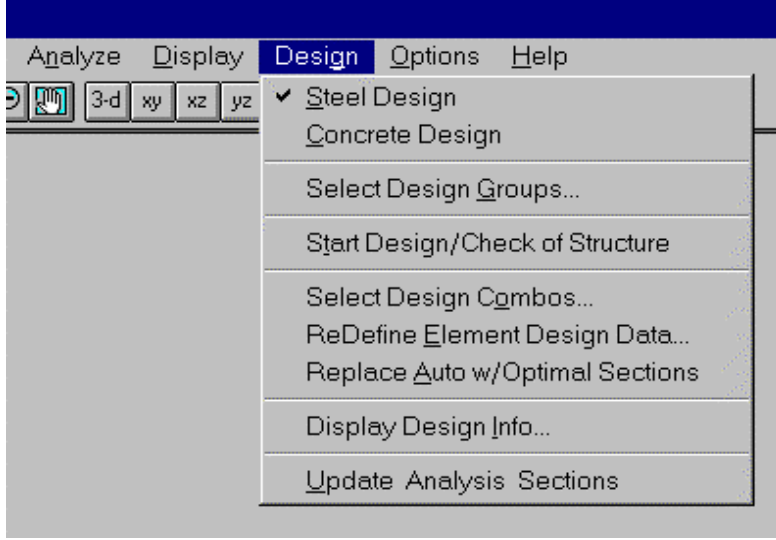 Analyze Display Design Options Help
3-d xy xz yz
Steel Design
Concrete Design
Select Design Groups...
Start Design/Check of Structure
Select Design Combos...
ReDefine Element Design Data...
Replace Auto w/Optimal Sections
Display Design Info...
Update Analysis Sections